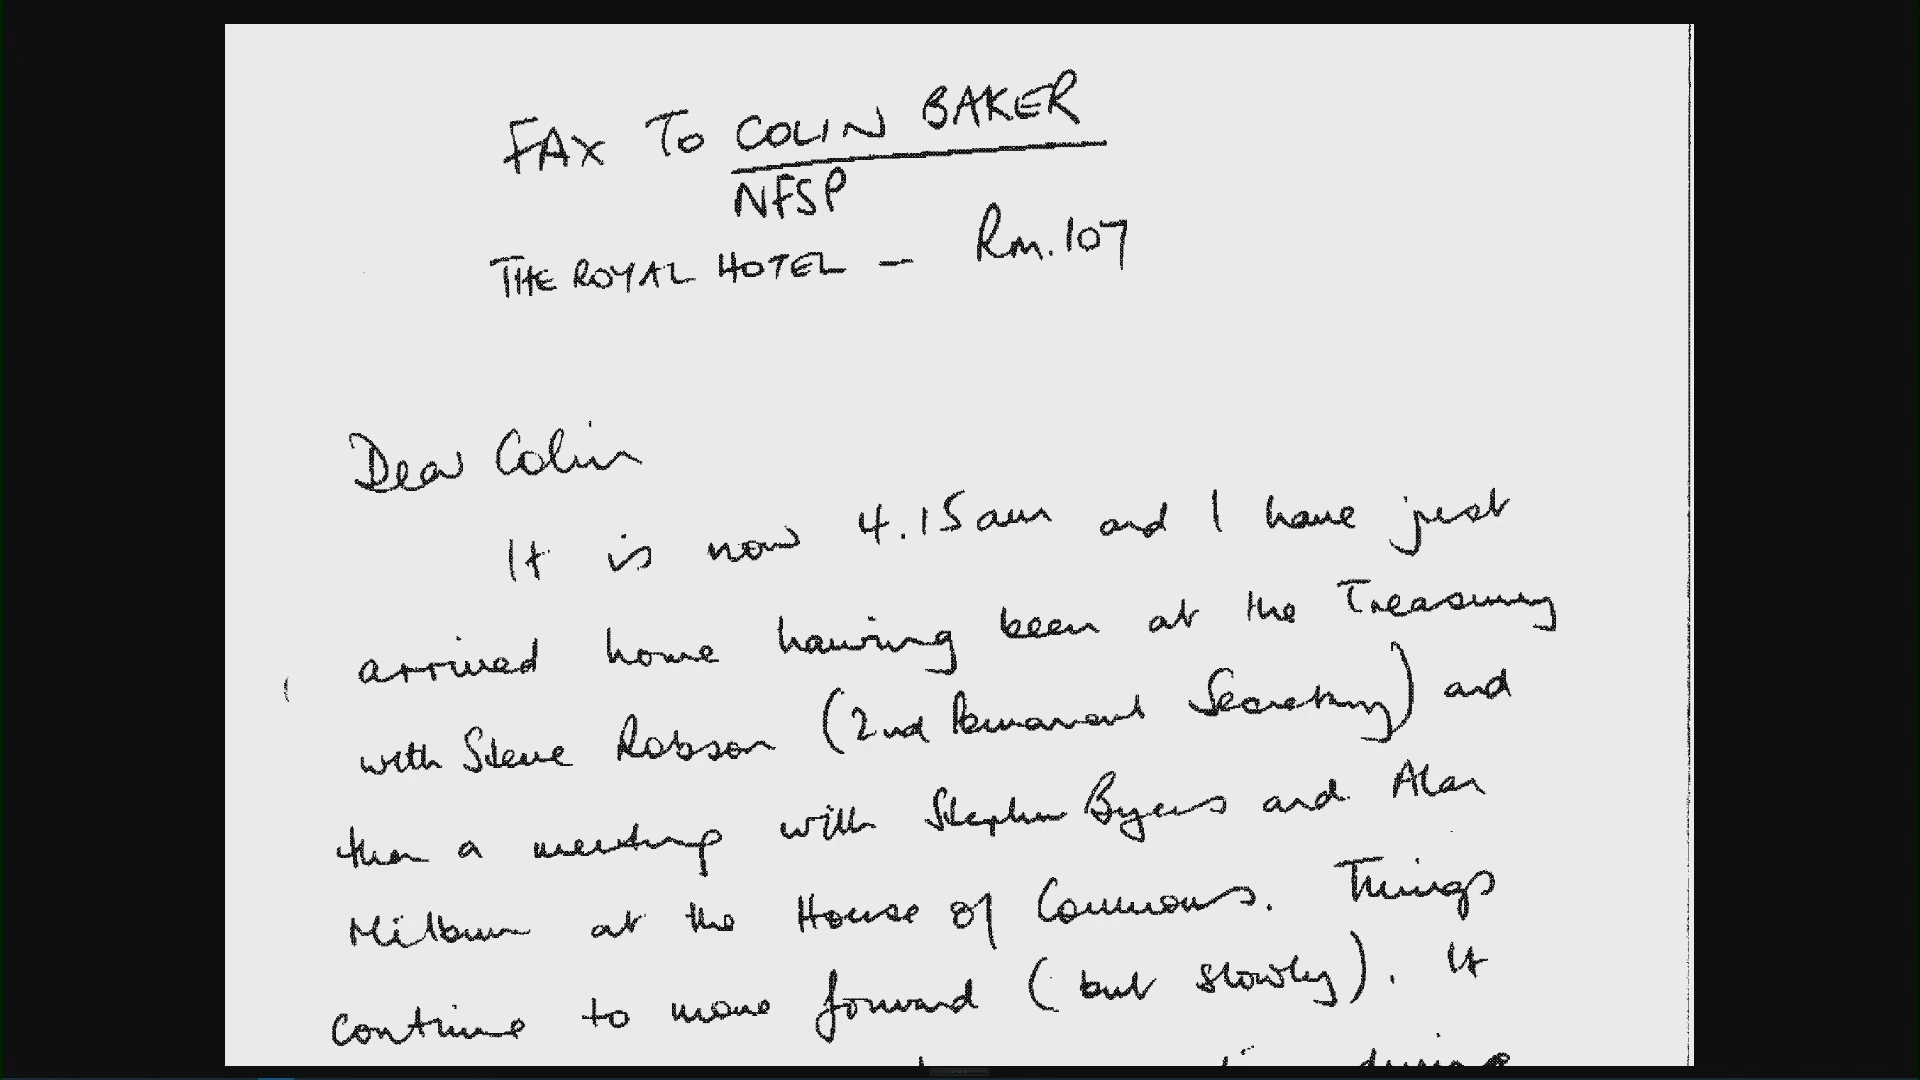 FAX TO COLIN BAKER
NFSP
THE ROYAL HOTEL - Rm.107
Dear Colin
It is now 4.15am and I have just
arrived home having been at the Treasury
with Steve Robson (2nd Permanent Secretary) and
then a meeting with Stephen Byers and Alan
Milburn at the House of Commons. Things
continue to move forward (but slowly). It
during